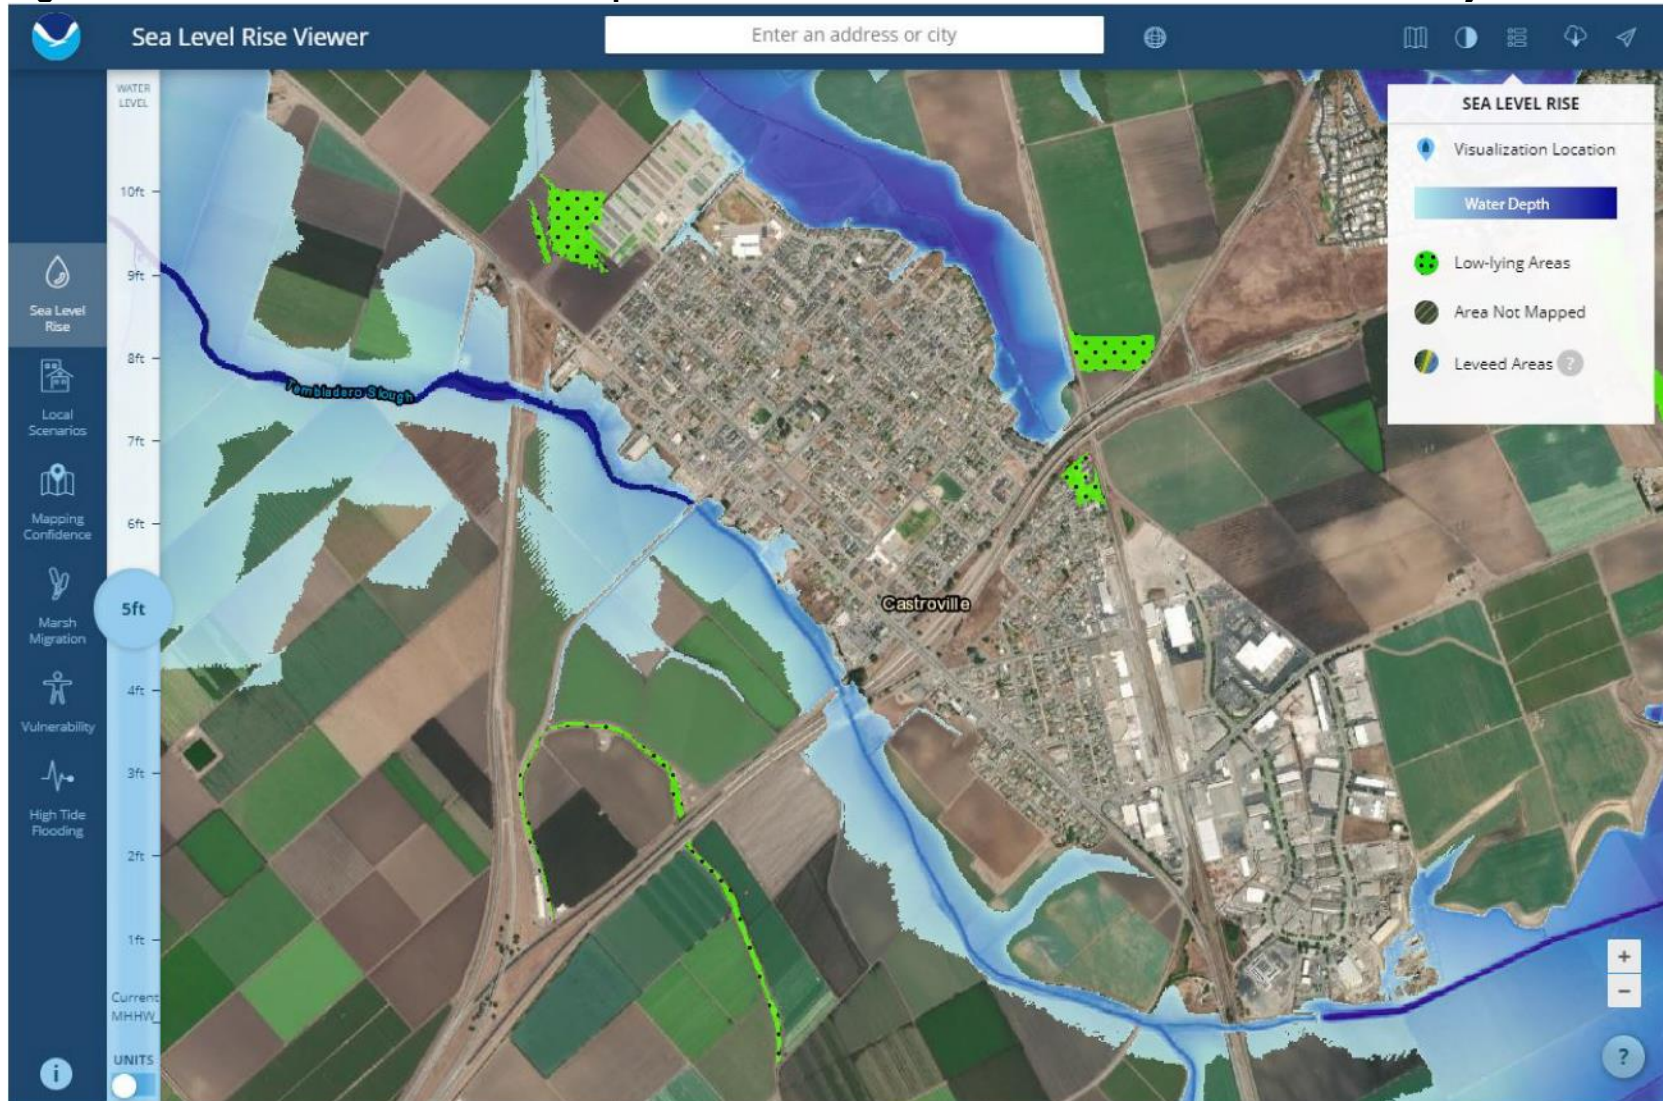 Sea Level Rise Viewer
Enter an address or city
WATER
LEVEL
10ft
9ft
8ft
7ft
6ft
5ft
4ft
3ft
2ft
1ft
Current
MHHW
UNITS
Sea Level
Rise
Local
Scenarios
Mapping
Confidence
Marsh
Migration
Vulnerability
High Tide
Flooding
i
Tembladero Slough
Castroville
SEA LEVEL RISE
Visualization Location
Water Depth
Low-lying Areas
Area Not Mapped
Leveed Areas ?
+
−
?